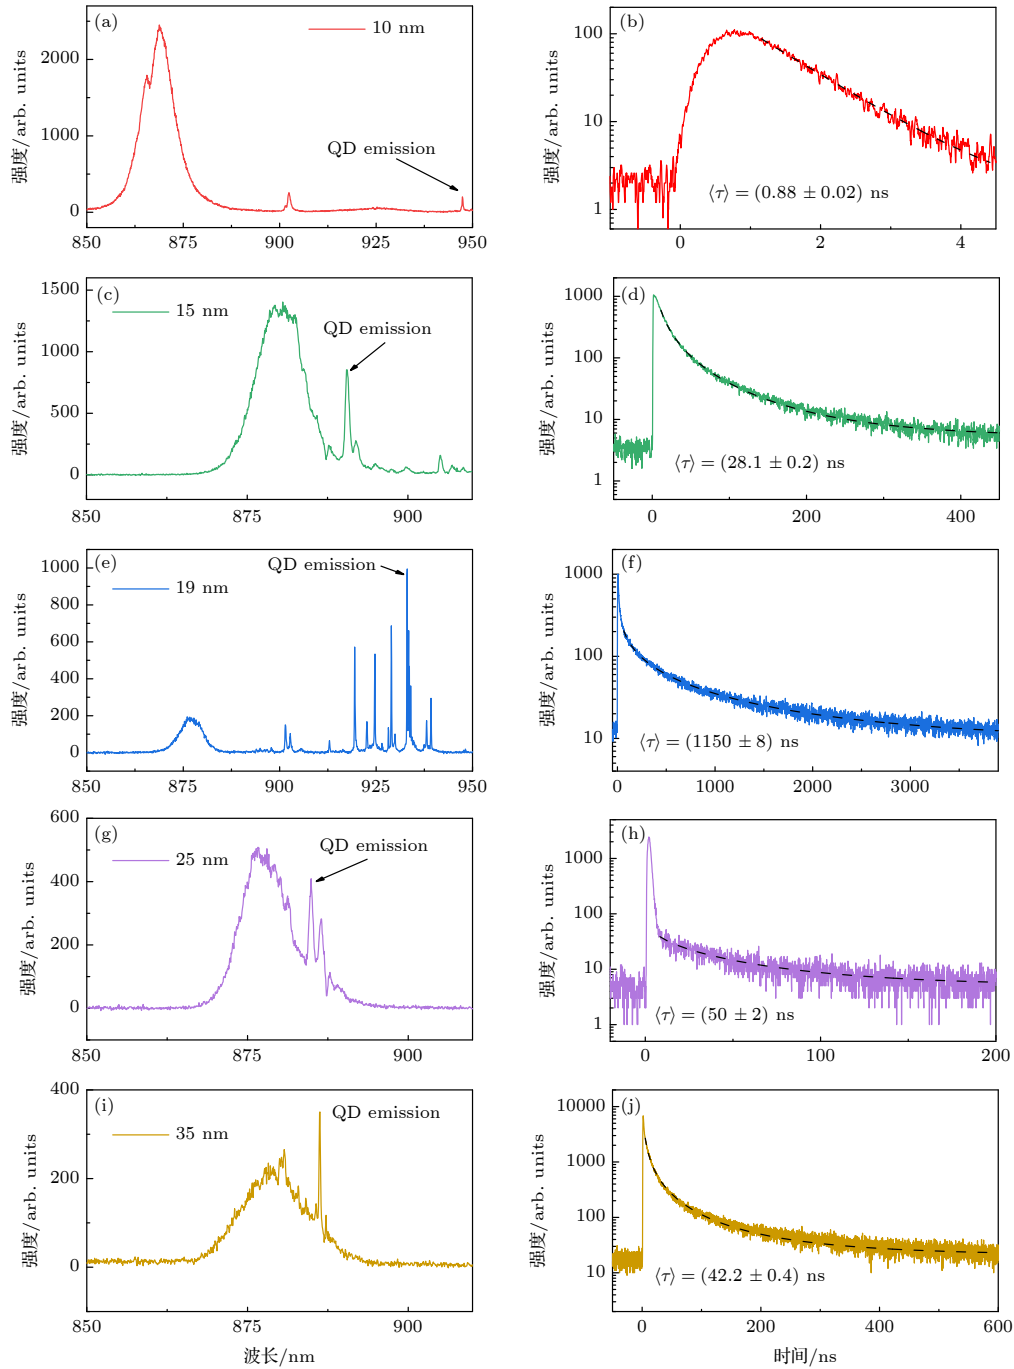 (a)
10 nm
QD emission
强度/arb. units
0
1000
2000
850
875
900
925
950
(b)
⟨τ⟩ = (0.88 ± 0.02) ns
强度/arb. units
1
10
100
0
2
4
(c)
15 nm
QD emission
强度/arb. units
0
500
1000
1500
850
875
900
(d)
⟨τ⟩ = (28.1 ± 0.2) ns
强度/arb. units
1
10
100
1000
0
200
400
(e)
19 nm
QD emission
强度/arb. units
0
200
400
600
800
1000
850
875
900
925
950
(f)
⟨τ⟩ = (1150 ± 8) ns
强度/arb. units
10
100
1000
0
1000
2000
3000
(g)
25 nm
QD emission
强度/arb. units
0
200
400
600
850
875
900
(h)
⟨τ⟩ = (50 ± 2) ns
强度/arb. units
1
10
100
1000
0
100
200
(i)
35 nm
QD emission
强度/arb. units
0
200
400
850
875
900
波长/nm
(j)
⟨τ⟩ = (42.2 ± 0.4) ns
强度/arb. units
10
100
1000
10000
0
200
400
600
时间/ns